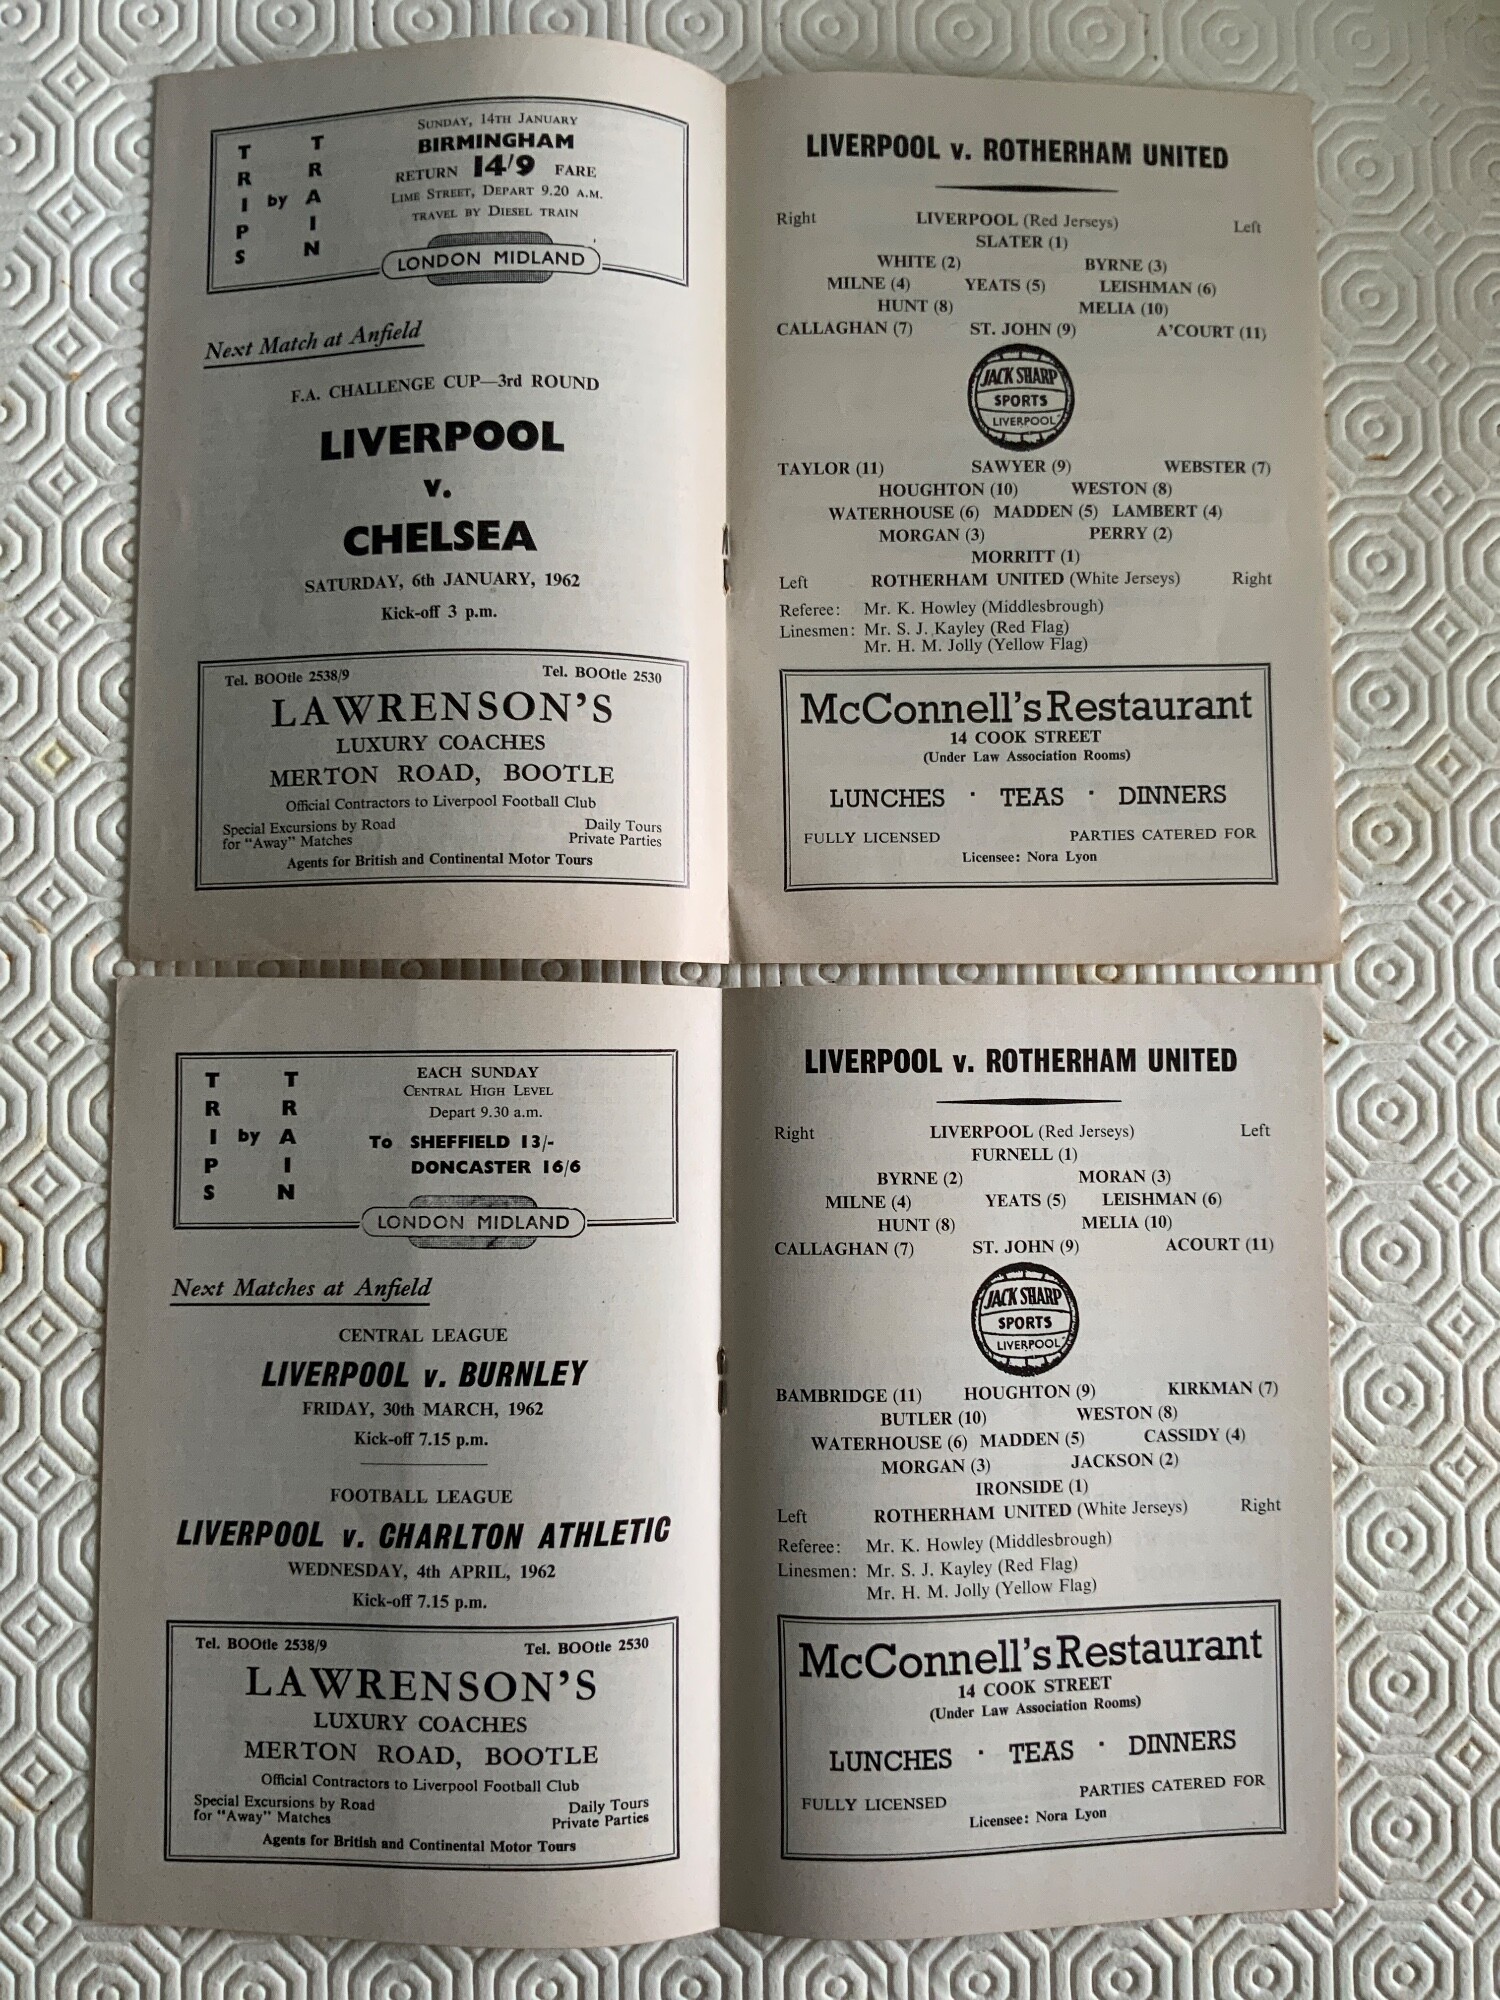 TRIPS
by
TRAIN
SUNDAY, 14TH JANUARY
BIRMINGHAM
RETURN 14/9 FARE
LIME STREET, DEPART 9.20 A.M.
TRAVEL BY DIESEL TRAIN
LONDON MIDLAND
Next Match at Anfield
F.A. CHALLENGE CUP—3rd ROUND
LIVERPOOL
v.
CHELSEA
SATURDAY, 6th JANUARY, 1962
Kick-off 3 p.m.
Tel. BOOtle 2538/9 Tel. BOOtle 2530
LAWRENSON'S
LUXURY COACHES
MERTON ROAD, BOOTLE
Official Contractors to Liverpool Football Club
Special Excursions by Road Daily Tours
for "Away" Matches Private Parties
Agents for British and Continental Motor Tours
LIVERPOOL v. ROTHERHAM UNITED
Right LIVERPOOL (Red Jerseys) Left
SLATER (1)
WHITE (2) BYRNE (3)
MILNE (4) YEATS (5) LEISHMAN (6)
HUNT (8) MELIA (10)
CALLAGHAN (7) ST. JOHN (9) A'COURT (11)
JACK SHARP
SPORTS
LIVERPOOL
TAYLOR (11) SAWYER (9) WEBSTER (7)
HOUGHTON (10) WESTON (8)
WATERHOUSE (6) MADDEN (5) LAMBERT (4)
MORGAN (3) PERRY (2)
MORRITT (1)
Left ROTHERHAM UNITED (White Jerseys) Right
Referee: Mr. K. Howley (Middlesbrough)
Linesmen: Mr. S. J. Kayley (Red Flag)
Mr. H. M. Jolly (Yellow Flag)
McConnell's Restaurant
14 COOK STREET
(Under Law Association Rooms)
LUNCHES · TEAS · DINNERS
FULLY LICENSED PARTIES CATERED FOR
Licensee: Nora Lyon
TRIPS
by
TRAIN
EACH SUNDAY
CENTRAL HIGH LEVEL
Depart 9.30 a.m.
To SHEFFIELD 13/-
DONCASTER 16/6
LONDON MIDLAND
Next Matches at Anfield
CENTRAL LEAGUE
LIVERPOOL v. BURNLEY
FRIDAY, 30th MARCH, 1962
Kick-off 7.15 p.m.
FOOTBALL LEAGUE
LIVERPOOL v. CHARLTON ATHLETIC
WEDNESDAY, 4th APRIL, 1962
Kick-off 7.15 p.m.
Tel. BOOtle 2538/9 Tel. BOOtle 2530
LAWRENSON'S
LUXURY COACHES
MERTON ROAD, BOOTLE
Official Contractors to Liverpool Football Club
Special Excursions by Road Daily Tours
for "Away" Matches Private Parties
Agents for British and Continental Motor Tours
LIVERPOOL v. ROTHERHAM UNITED
Right LIVERPOOL (Red Jerseys) Left
FURNELL (1)
BYRNE (2) MORAN (3)
MILNE (4) YEATS (5) LEISHMAN (6)
HUNT (8) MELIA (10)
CALLAGHAN (7) ST. JOHN (9) ACOURT (11)
JACK SHARP
SPORTS
LIVERPOOL
BAMBRIDGE (11) HOUGHTON (9) KIRKMAN (7)
BUTLER (10) WESTON (8)
WATERHOUSE (6) MADDEN (5) CASSIDY (4)
MORGAN (3) JACKSON (2)
IRONSIDE (1)
Left ROTHERHAM UNITED (White Jerseys) Right
Referee: Mr. K. Howley (Middlesbrough)
Linesmen: Mr. S. J. Kayley (Red Flag)
Mr. H. M. Jolly (Yellow Flag)
McConnell's Restaurant
14 COOK STREET
(Under Law Association Rooms)
LUNCHES · TEAS · DINNERS
FULLY LICENSED PARTIES CATERED FOR
Licensee: Nora Lyon